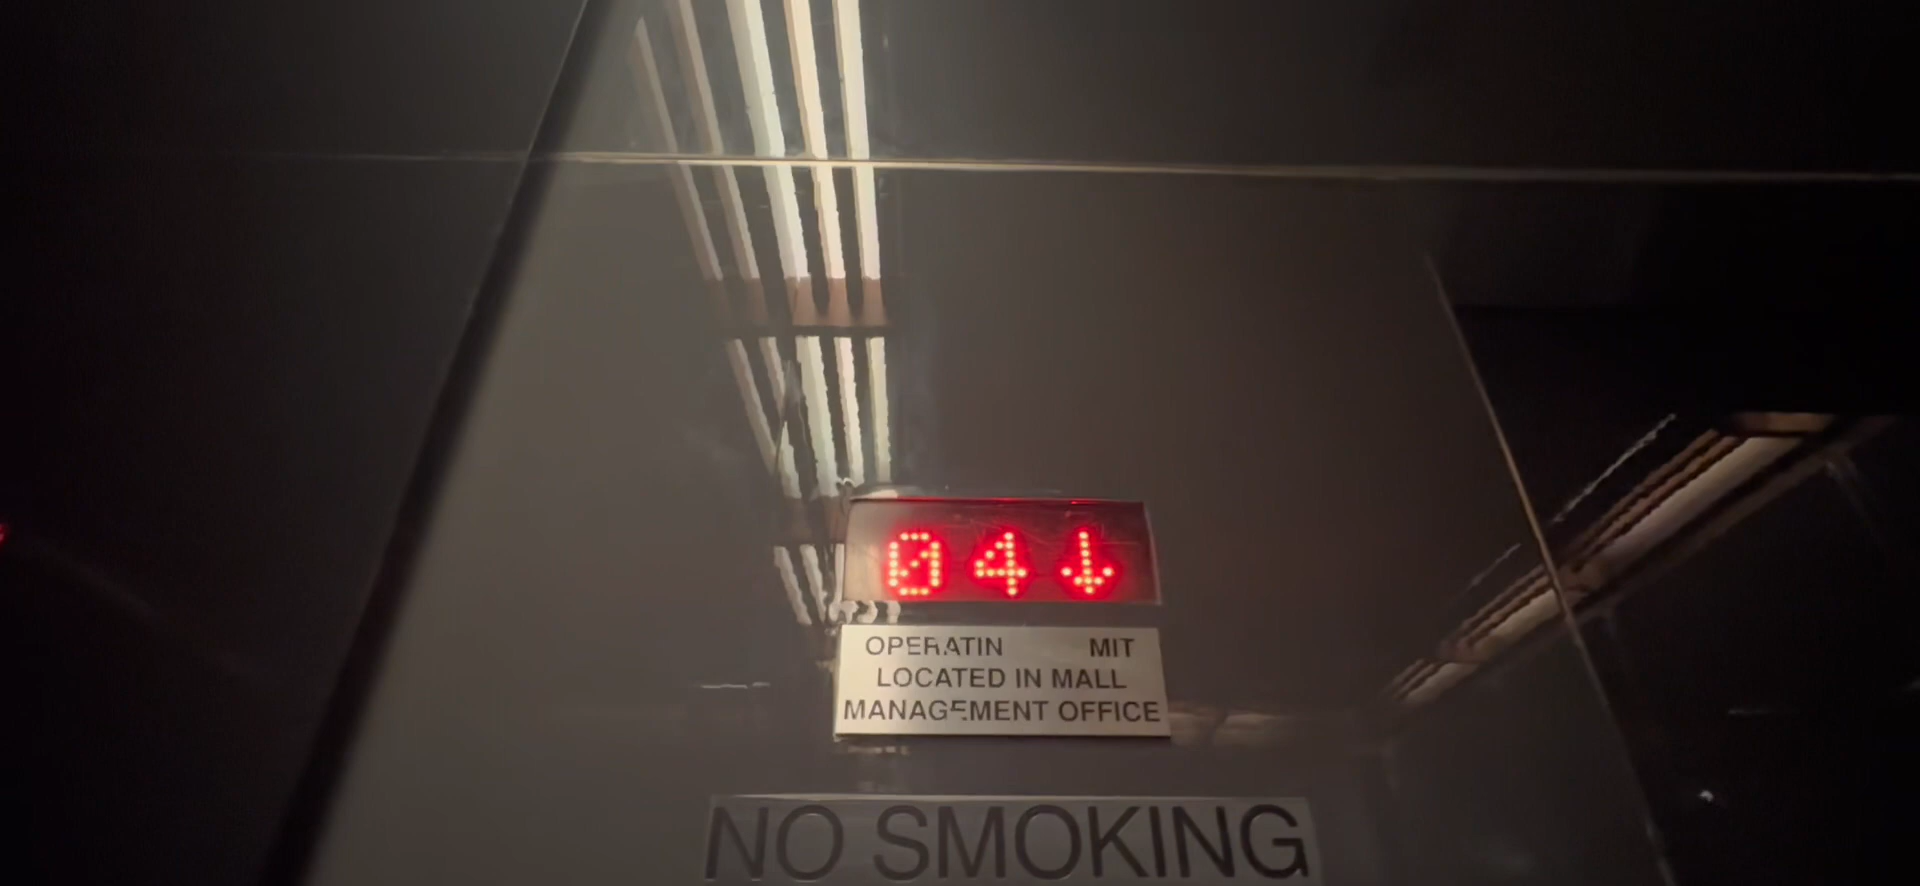 04↓
OPERATIN MIT
LOCATED IN MALL
MANAGEMENT OFFICE
NO SMOKING